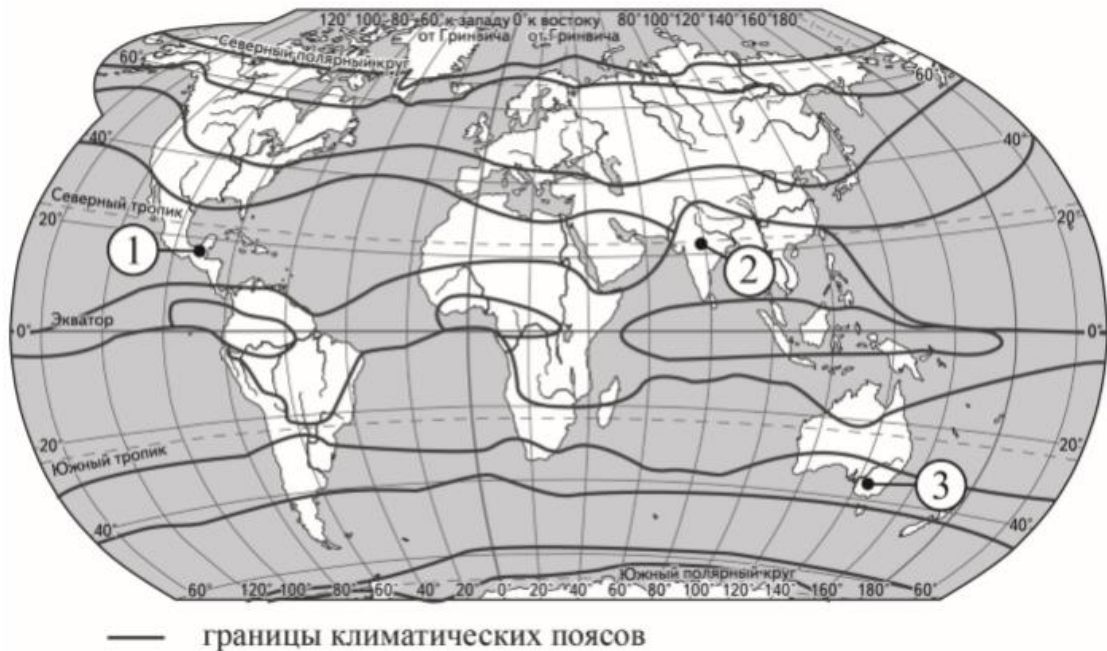 120° 100° 80° 60° к западу 0° к востоку 80° 100° 120° 140° 160° 180°
от Гринвича от Гринвича
Северный полярный круг
60° 60°
40° 40°
Северный тропик
20° 20°
1
2
Экватор
0° 0°
20° 20°
Южный тропик
3
40° 40°
Южный полярный круг
60° 120° 100° 80° 60° 40° 20° 0° 20° 40° 60° 80° 100° 120° 140° 160° 180° 60°
границы климатических поясов